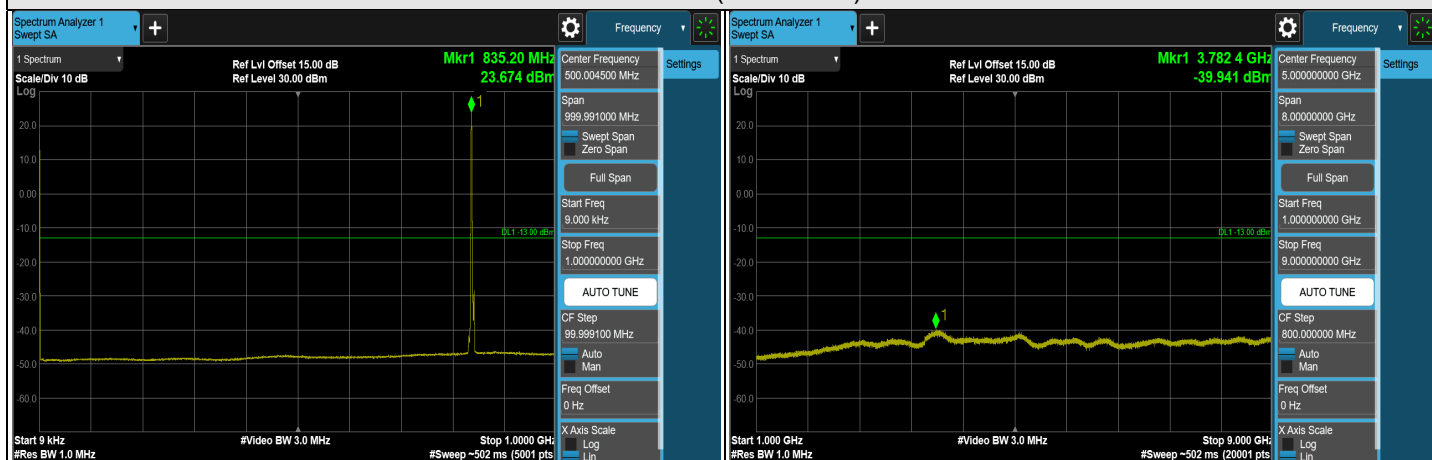 Spectrum Analyzer 1
Swept SA
Frequency
1 Spectrum
Scale/Div 10 dB
Log
Ref Lvl Offset 15.00 dB
Ref Level 30.00 dBm
Mkr1 835.20 MHz
23.674 dBm
1
20.0
10.0
0.00
-10.0
-20.0
-30.0
-40.0
-50.0
-60.0
DL1 -13.00 dBm
Start 9 kHz
#Res BW 1.0 MHz
#Video BW 3.0 MHz
Stop 1.0000 GHz
#Sweep ~502 ms (5001 pts
Center Frequency
500.004500 MHz
Settings
Span
999.991000 MHz
Swept Span
Zero Span
Full Span
Start Freq
9.000 kHz
Stop Freq
1.000000000 GHz
AUTO TUNE
CF Step
99.999100 MHz
Auto
Man
Freq Offset
0 Hz
X Axis Scale
Log
Lin
Spectrum Analyzer 1
Swept SA
Frequency
1 Spectrum
Scale/Div 10 dB
Log
Ref Lvl Offset 15.00 dB
Ref Level 30.00 dBm
Mkr1 3.782 4 GHz
-39.941 dBm
1
20.0
10.0
0.00
-10.0
-20.0
-30.0
-40.0
-50.0
-60.0
DL1 -13.00 dBm
Start 1.000 GHz
#Res BW 1.0 MHz
#Video BW 3.0 MHz
Stop 9.000 GHz
#Sweep ~502 ms (20001 pts
Center Frequency
5.000000000 GHz
Settings
Span
8.00000000 GHz
Swept Span
Zero Span
Full Span
Start Freq
1.000000000 GHz
Stop Freq
9.000000000 GHz
AUTO TUNE
CF Step
800.000000 MHz
Auto
Man
Freq Offset
0 Hz
X Axis Scale
Log
Lin